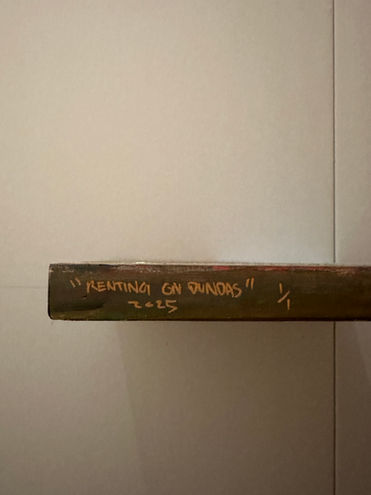 "RENTING ON DUNDAS" 1/1
2025